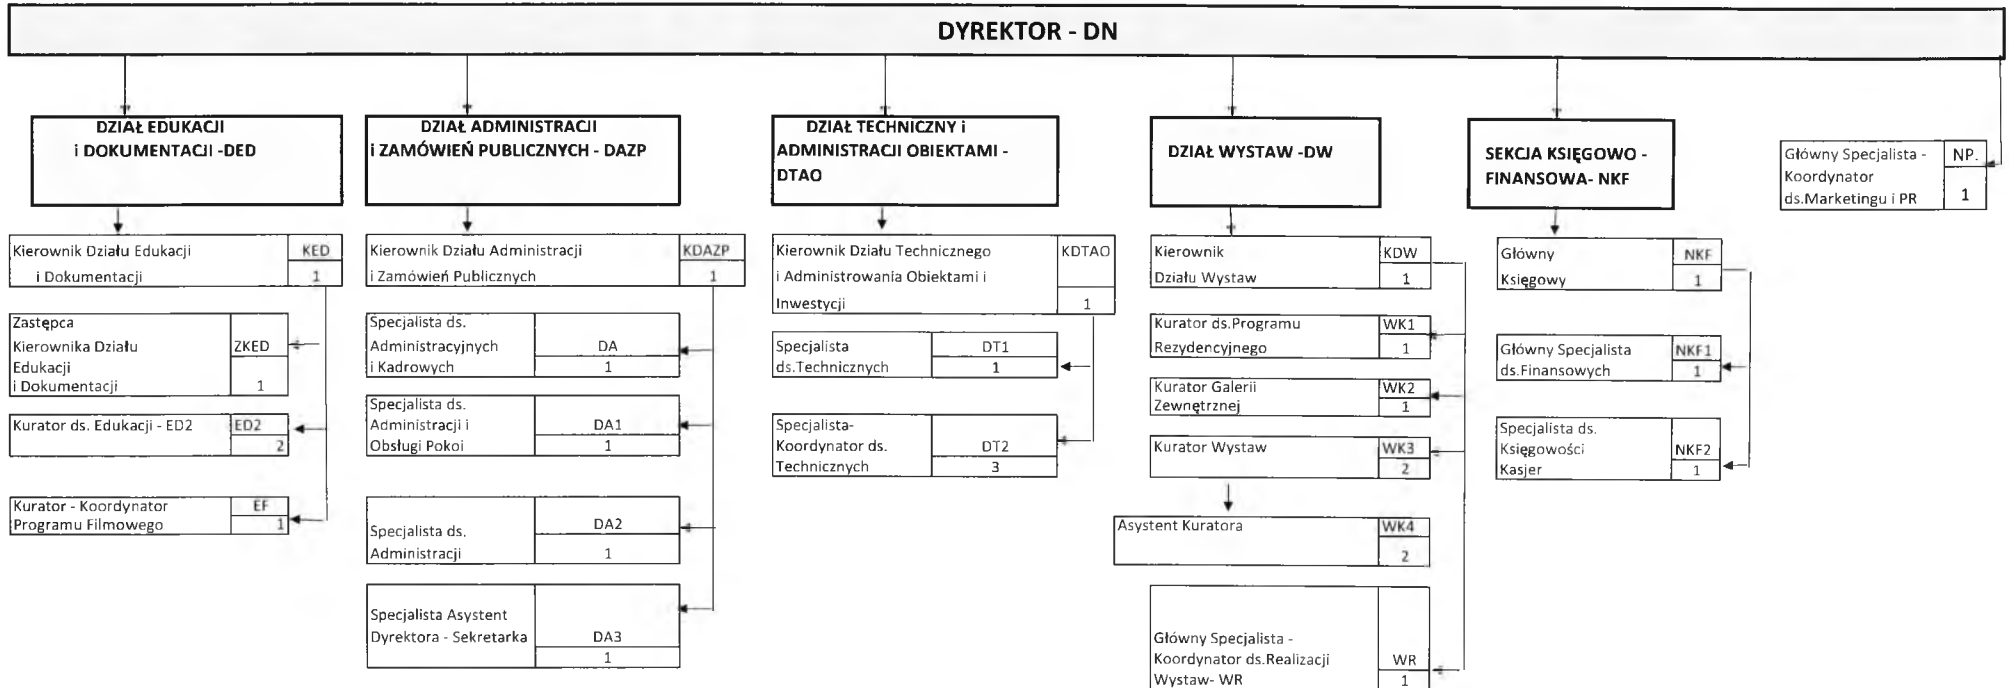 DYREKTOR - DN
DZIAŁ EDUKACJI
i DOKUMENTACJI -DED
Kierownik Działu Edukacji
i Dokumentacji
KED
1
Zastępca
Kierownika Działu
Edukacji
i Dokumentacji
ZKED
1
Kurator ds. Edukacji - ED2
ED2
2
Kurator - Koordynator
Programu Filmowego
EF
1
DZIAŁ ADMINISTRACJI
i ZAMÓWIEŃ PUBLICZNYCH - DAZP
Kierownik Działu Administracji
i Zamówień Publicznych
KDAZP
1
Specjalista ds.
Administracyjnych
i Kadrowych
DA
1
Specjalista ds.
Administracji i
Obsługi Pokoi
DA1
1
Specjalista ds.
Administracji
DA2
1
Specjalista Asystent
Dyrektora - Sekretarka
DA3
1
DZIAŁ TECHNICZNY i
ADMINISTRACJI OBIEKTAMI -
DTAO
Kierownik Działu Technicznego
i Administrowania Obiektami i
Inwestycji
KDTAO
1
Specjalista
ds.Technicznych
DT1
1
Specjalista-
Koordynator ds.
Technicznych
DT2
3
DZIAŁ WYSTAW -DW
Kierownik
Działu Wystaw
KDW
1
Kurator ds.Programu
Rezydencyjnego
WK1
1
Kurator Galerii
Zewnętrznej
WK2
1
Kurator Wystaw
WK3
2
Asystent Kuratora
WK4
2
Główny Specjalista -
Koordynator ds.Realizacji
Wystaw- WR
WR
1
SEKCJA KSIĘGOWO -
FINANSOWA- NKF
Główny
Księgowy
NKF
1
Główny Specjalista
ds.Finansowych
NKF1
1
Specjalista ds.
Księgowości
Kasjer
NKF2
1
Główny Specjalista -
Koordynator
ds.Marketingu i PR
NP.
1